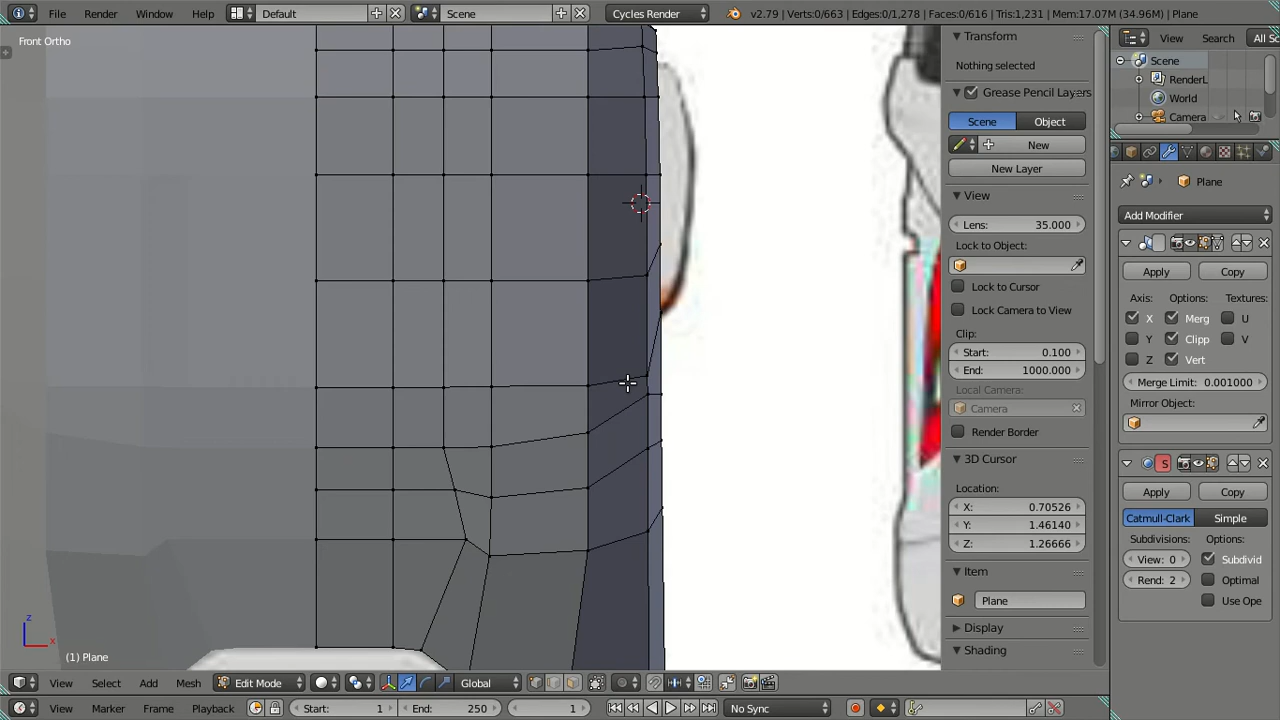 File Render Window Help Default Scene Cycles Render v2.79 | Verts:0/663 | Edges:0/1,278 | Faces:0/616 | Tris:1,231 | Mem:17.07M (34.96M) | Plane
Front Ortho
(1) Plane
z
x
Transform
Nothing selected
Grease Pencil Layers
Scene Object
New
New Layer
View
Lens: 35.000
Lock to Object:
Lock to Cursor
Lock Camera to View
Clip:
Start: 0.100
End: 1000.000
Local Camera:
Camera
Render Border
3D Cursor
Location:
X: 0.70526
Y: 1.46140
Z: 1.26666
Item
Plane
Display
Shading
View Search All Sc
Scene
RenderL
World
Camera
Plane
Add Modifier
Apply Copy
Axis: Options: Textures:
X Merg U
Y Clipp V
Z Vert
Merge Limit: 0.001000
Mirror Object:
S
Apply Copy
Catmull-Clark Simple
Subdivisions: Options:
View: 0 Subdivid
Rend: 2 Optimal
Use Ope
View Select Add Mesh Edit Mode Global
View Marker Frame Playback Start: 1 End: 250 1 No Sync